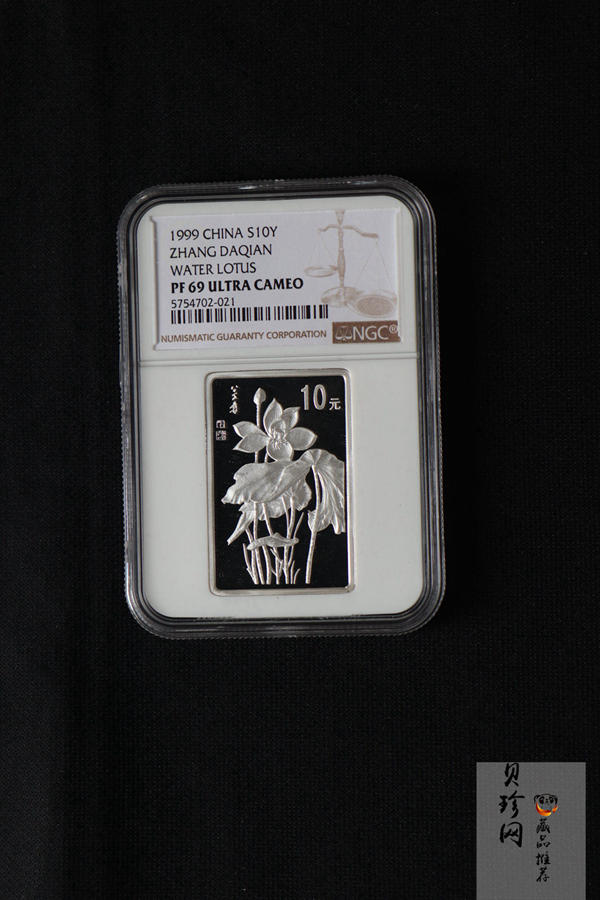 1999 CHINA S10Y
ZHANG DAQIAN
WATER LOTUS
PF 69 ULTRA CAMEO
5754702-021
NUMISMATIC GUARANTY CORPORATION
NGC®
10元
贝珍网
藏品推荐